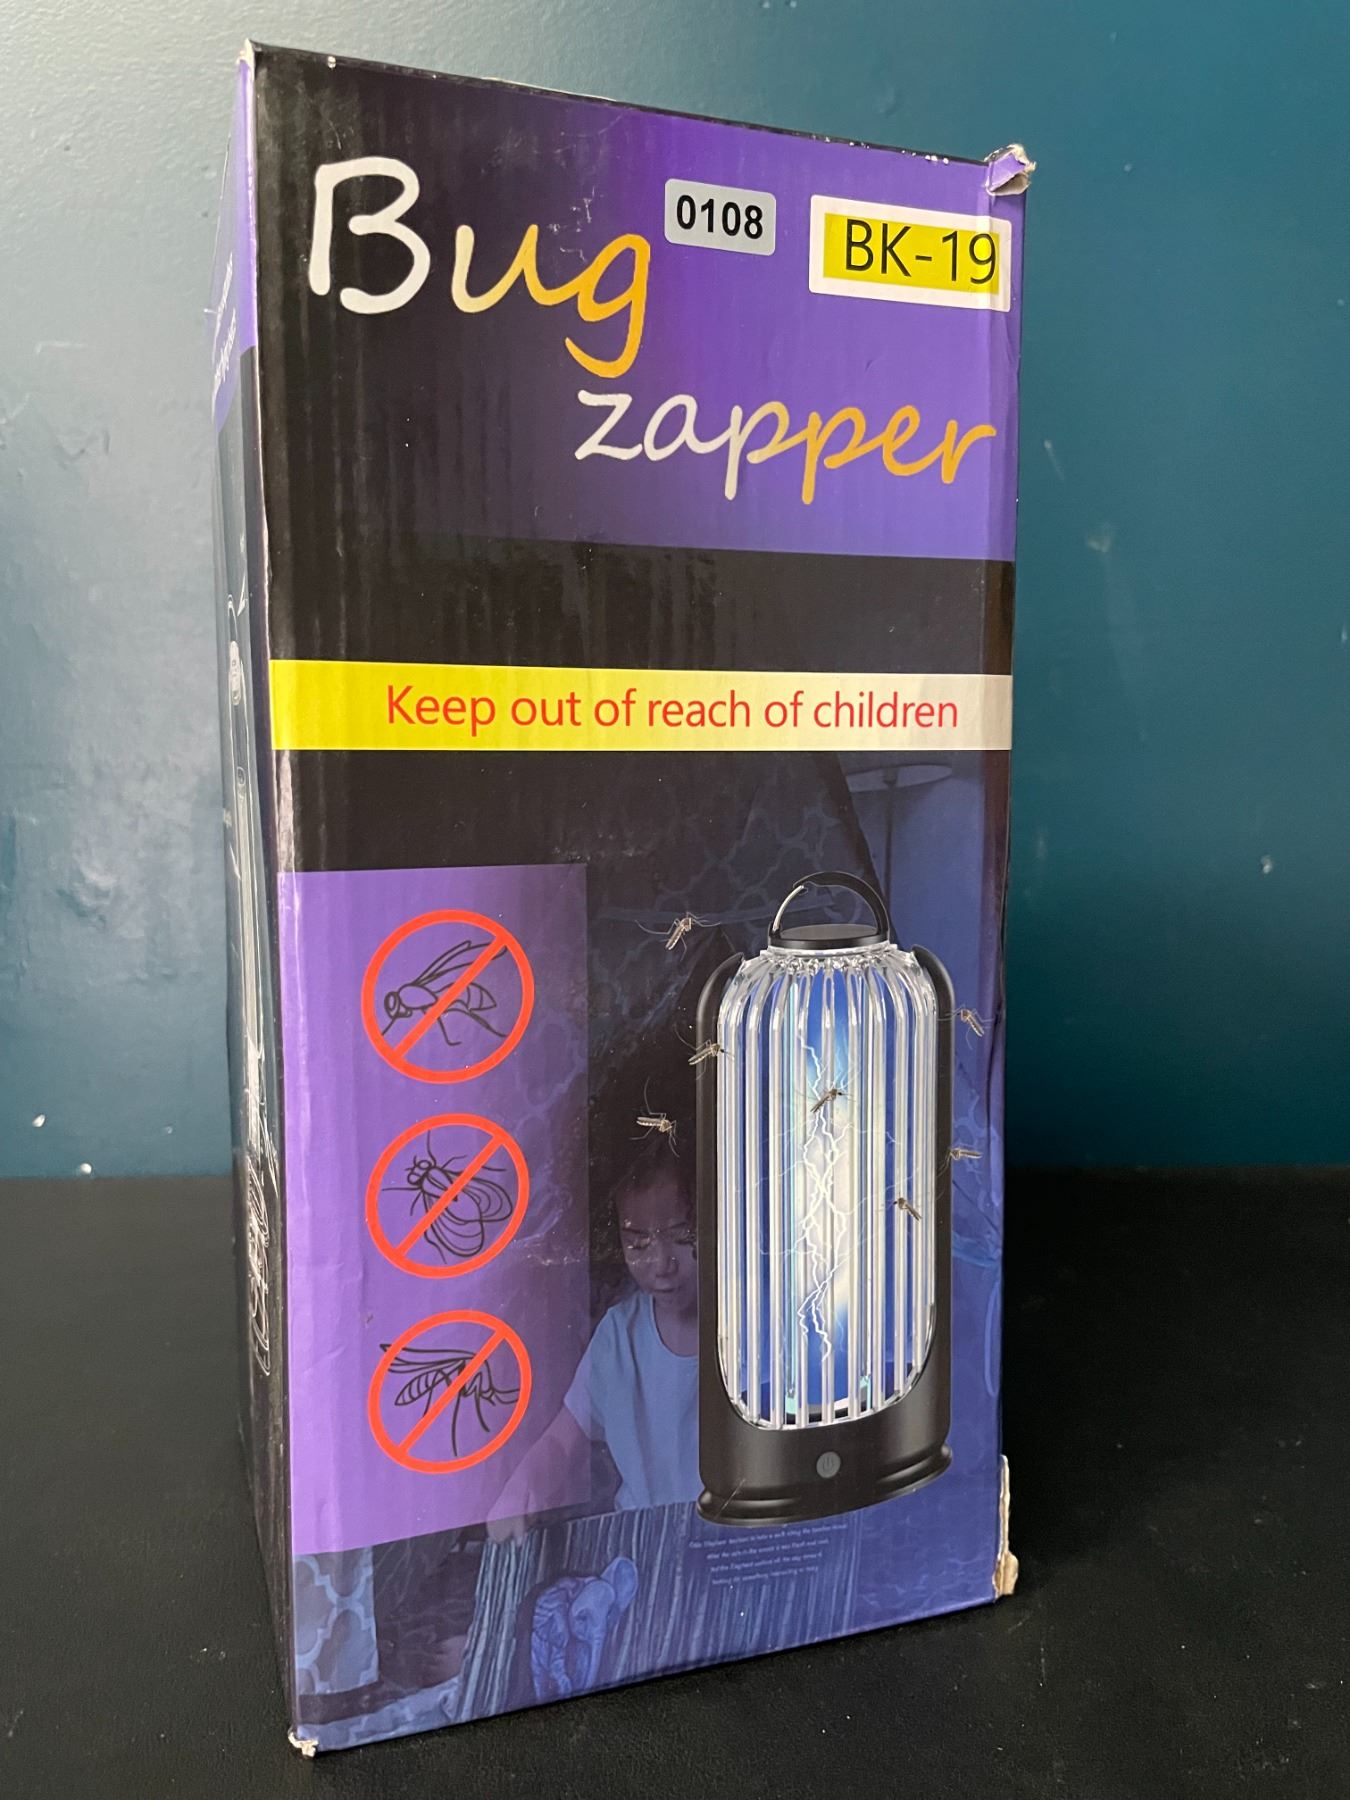 Bug
0108
BK-19
zapper
Keep out of reach of children